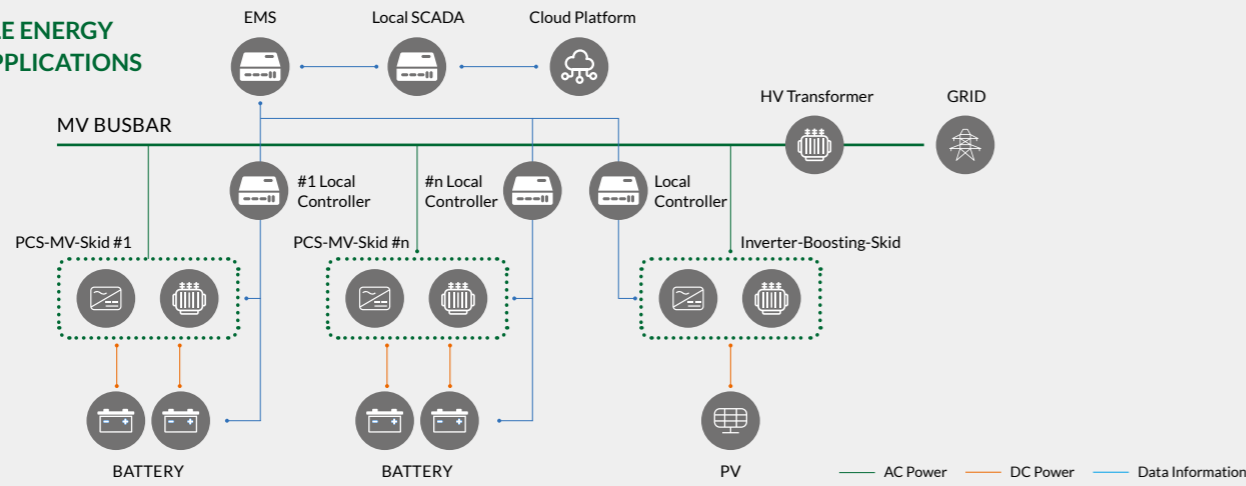 LE ENERGY
PPLICATIONS
EMS
Local SCADA
Cloud Platform
HV Transformer
GRID
MV BUSBAR
#1 Local
Controller
#n Local
Controller
Local
Controller
PCS-MV-Skid #1
PCS-MV-Skid #n
Inverter-Boosting-Skid
BATTERY
BATTERY
PV
AC Power
DC Power
Data Information